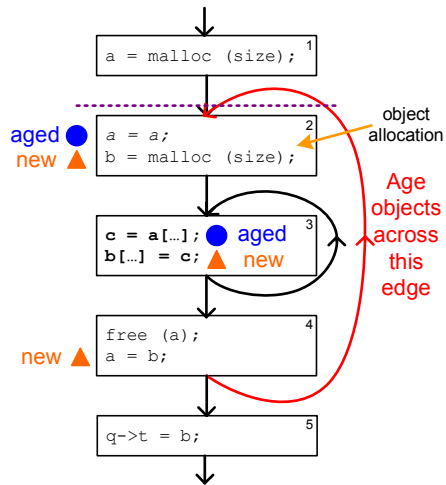 1
a = malloc (size);
object
allocation
2
aged
a = a;
new
b = malloc (size);
Age
objects
across
this
edge
3
c = a[…];
aged
b[…] = c;
new
4
free (a);
new
a = b;
5
q->t = b;